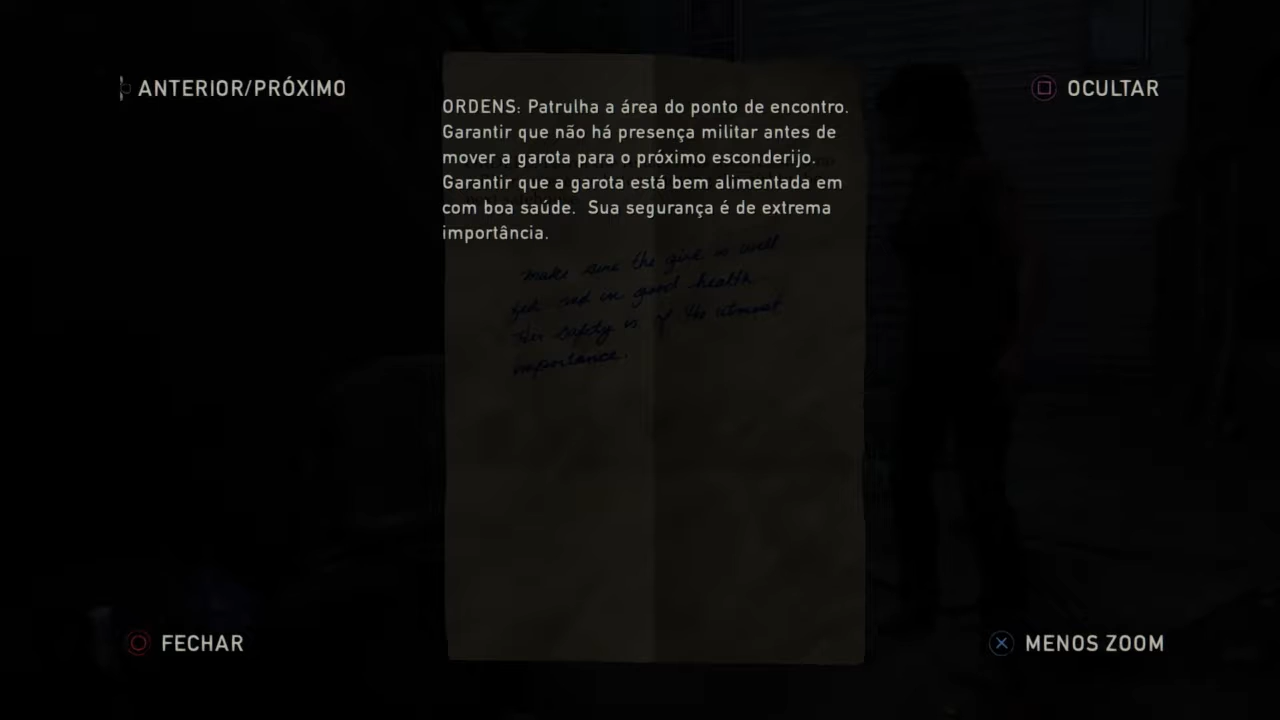 ANTERIOR/PRÓXIMO
OCULTAR
ORDENS: Patrulha a área do ponto de encontro.
Garantir que não há presença militar antes de
mover a garota para o próximo esconderijo.
Garantir que a garota está bem alimentada em
com boa saúde. Sua segurança é de extrema
importância.
make sure the girl is well
fed and in good health
Her safety is of the utmost
importance.
FECHAR
MENOS ZOOM